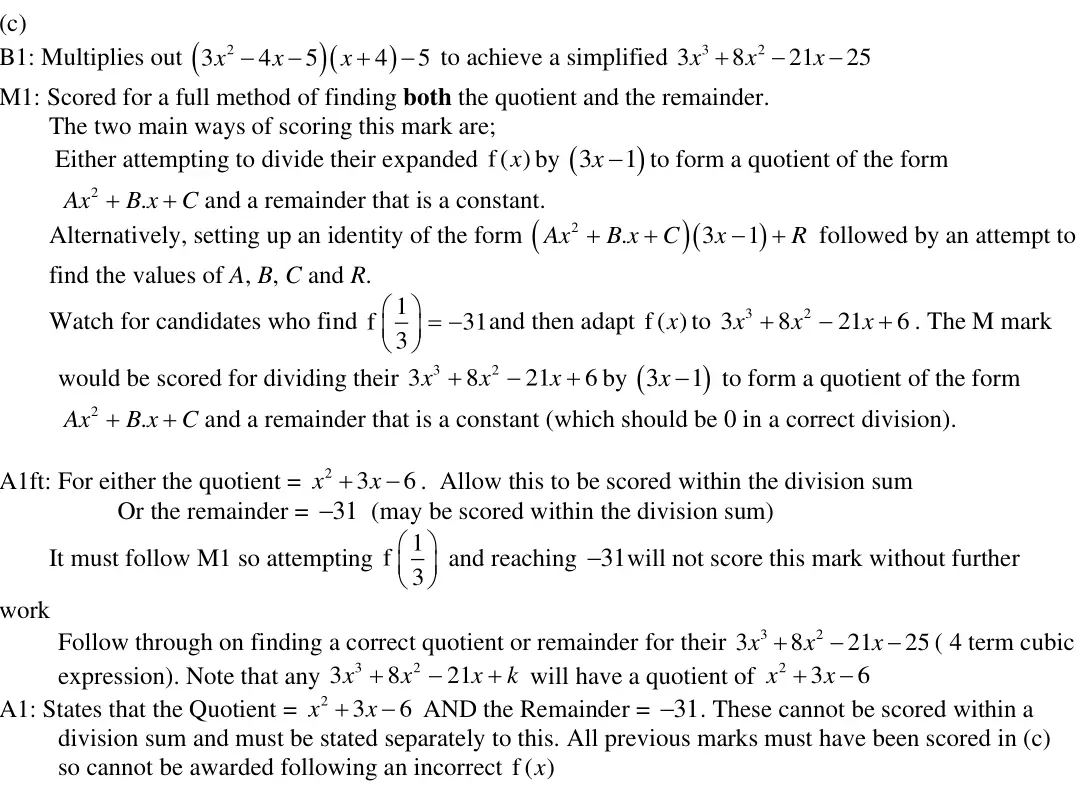 (c)
B1: Multiplies out (3x² − 4x − 5)(x + 4) − 5 to achieve a simplified 3x³ + 8x² − 21x − 25
M1: Scored for a full method of finding both the quotient and the remainder.
The two main ways of scoring this mark are;
Either attempting to divide their expanded f(x) by (3x − 1) to form a quotient of the form
Ax² + B.x + C and a remainder that is a constant.
Alternatively, setting up an identity of the form (Ax² + B.x + C)(3x − 1) + R followed by an attempt to
find the values of A, B, C and R.
Watch for candidates who find f(1/3) = −31 and then adapt f(x) to 3x³ + 8x² − 21x + 6. The M mark
would be scored for dividing their 3x³ + 8x² − 21x + 6 by (3x − 1) to form a quotient of the form
Ax² + B.x + C and a remainder that is a constant (which should be 0 in a correct division).
A1ft: For either the quotient = x² + 3x − 6. Allow this to be scored within the division sum
Or the remainder = −31 (may be scored within the division sum)
It must follow M1 so attempting f(1/3) and reaching −31 will not score this mark without further
work
Follow through on finding a correct quotient or remainder for their 3x³ + 8x² − 21x − 25 ( 4 term cubic
expression). Note that any 3x³ + 8x² − 21x + k will have a quotient of x² + 3x − 6
A1: States that the Quotient = x² + 3x − 6 AND the Remainder = −31. These cannot be scored within a
division sum and must be stated separately to this. All previous marks must have been scored in (c)
so cannot be awarded following an incorrect f(x)